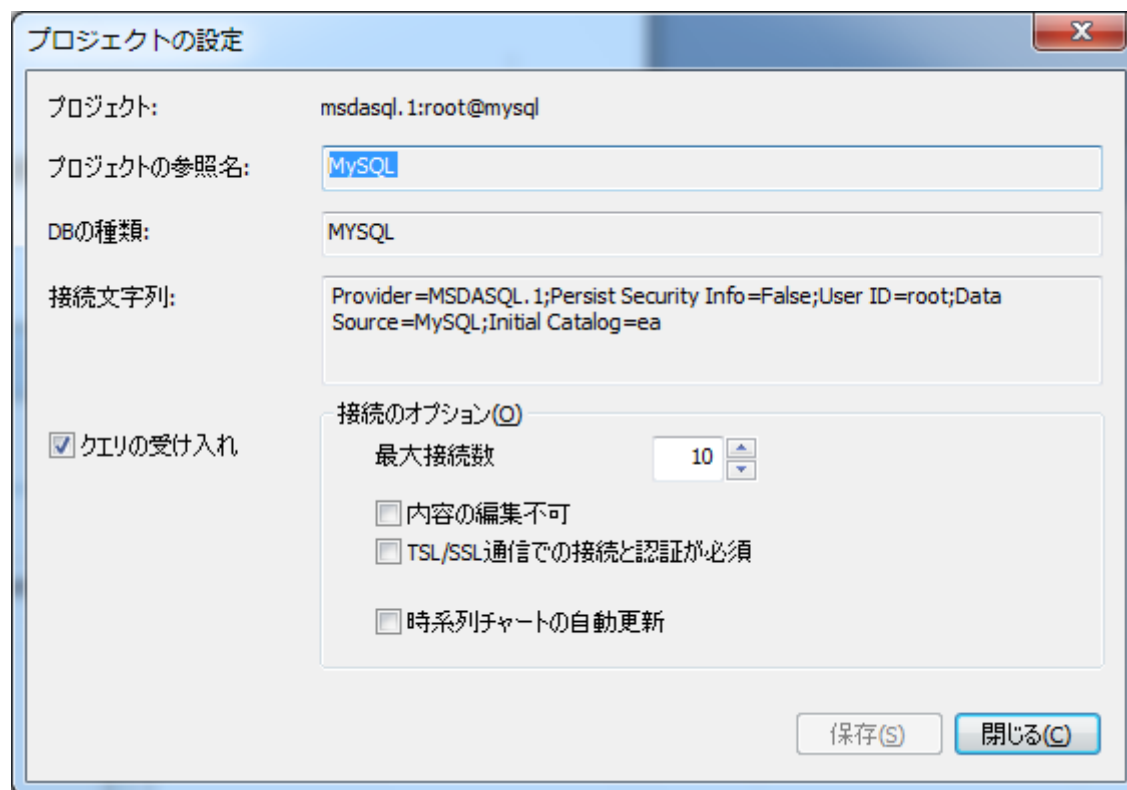 プロジェクトの設定
プロジェクト: msdasql.1:root@mysql
プロジェクトの参照名: MySQL
DBの種類: MYSQL
接続文字列: Provider=MSDASQL.1;Persist Security Info=False;User ID=root;Data
Source=MySQL;Initial Catalog=ea
接続のオプション(O)
クエリの受け入れ
最大接続数 10
内容の編集不可
TSL/SSL通信での接続と認証が必須
時系列チャートの自動更新
保存(S) 閉じる(C)